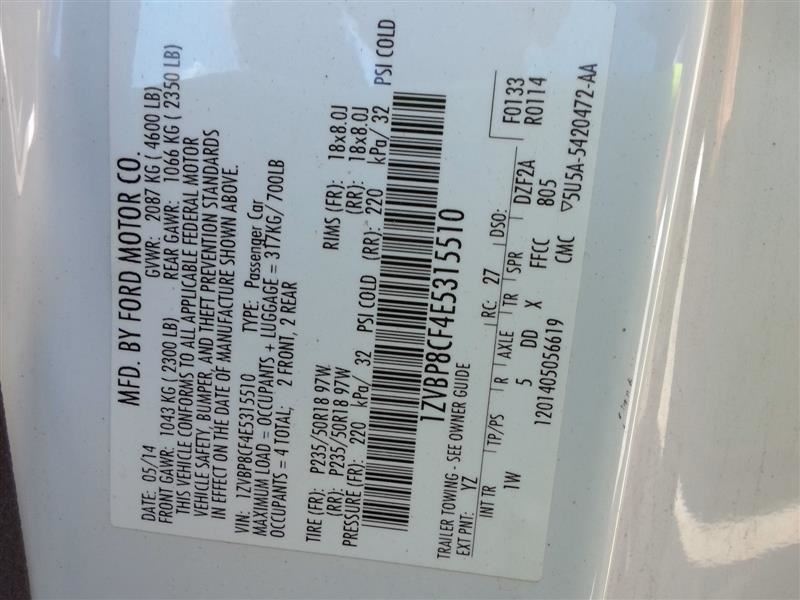 MFD. BY FORD MOTOR CO.
DATE: 05/14 GVWR: 2087 KG ( 4600 LB)
FRONT GAWR: 1043 KG ( 2300 LB) REAR GAWR: 1066 KG ( 2350 LB)
THIS VEHICLE CONFORMS TO ALL APPLICABLE FEDERAL MOTOR
VEHICLE SAFETY, BUMPER, AND THEFT PREVENTION STANDARDS
IN EFFECT ON THE DATE OF MANUFACTURE SHOWN ABOVE.
VIN: 1ZVBP8CF4E5315510 TYPE: Passenger Car
MAXIMUM LOAD = OCCUPANTS + LUGGAGE = 317KG/700LB
OCCUPANTS = 4 TOTAL; 2 FRONT, 2 REAR
TIRE (FR): P235/50R18 97W RIMS (FR): 18x8.0J
(RR): P235/50R18 97W (RR): 18x8.0J
PRESSURE (FR): 220 kPa/ 32 PSI COLD (RR): 220 kPa/ 32 PSI COLD
1ZVBP8CF4E5315510
TRAILER TOWING - SEE OWNER GUIDE
EXT PNT: YZ RC: 27 DSO: F0133
R0114
INT TR TP/PS R AXLE TR SPR DZF2A
1W 5 DD X FFCC 805
1201405056619 CMC ▽5U5A-5420472-AA